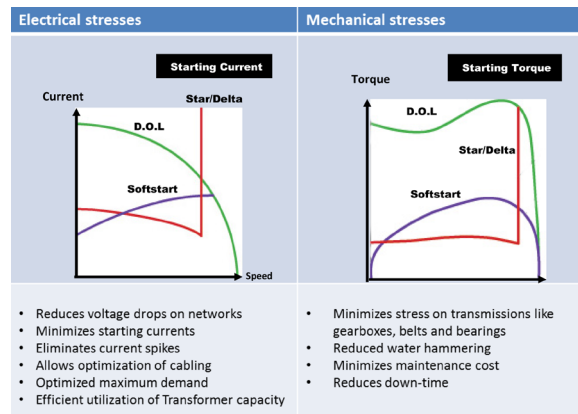 Electrical stresses
Mechanical stresses
Starting Current
Current
Star/Delta
D.O.L
Softstart
Speed
Starting Torque
Torque
D.O.L
Star/Delta
Softstart
• Reduces voltage drops on networks
• Minimizes starting currents
• Eliminates current spikes
• Allows optimization of cabling
• Optimized maximum demand
• Efficient utilization of Transformer capacity
• Minimizes stress on transmissions like
gearboxes, belts and bearings
• Reduced water hammering
• Minimizes maintenance cost
• Reduces down-time